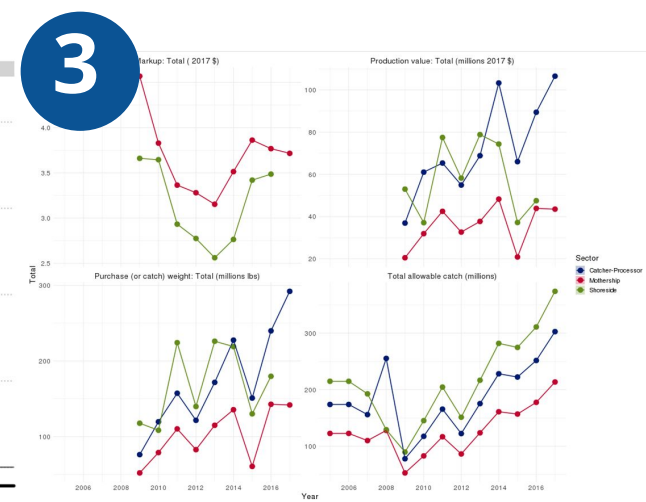 3
Markup: Total ( 2017 $)
4.0
3.5
3.0
2.5
Production value: Total (millions 2017 $)
100
80
60
40
20
Total
Purchase (or catch) weight: Total (millions lbs)
300
200
100
2006 2008 2010 2012 2014 2016
Total allowable catch (millions)
300
200
100
2006 2008 2010 2012 2014 2016
Year
Sector
Catcher-Processor
Mothership
Shoreside